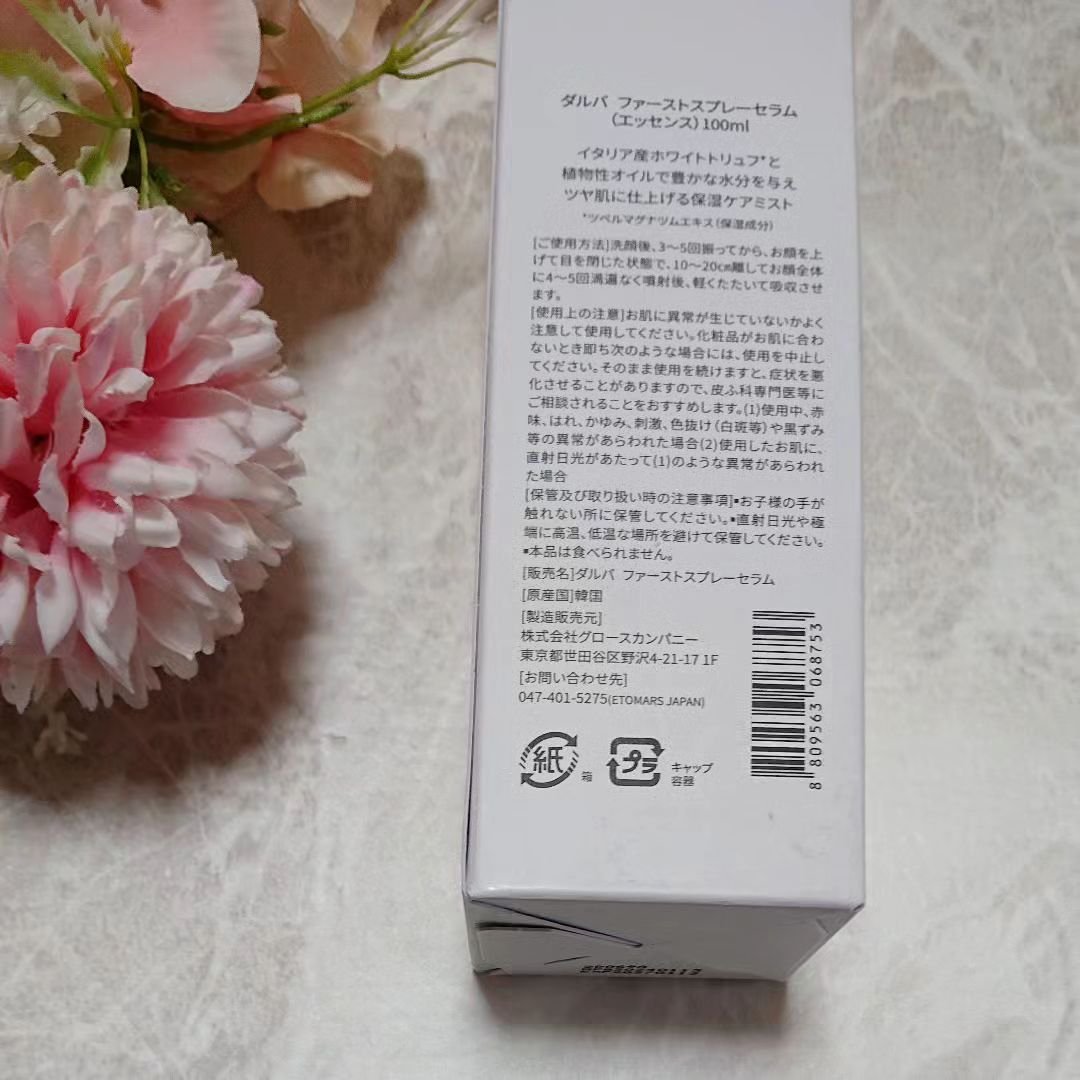 ダルバ ファーストスプレーセラム
（エッセンス）100ml
イタリア産ホワイトトリュフ*と
植物性オイルで豊かな水分を与え
ツヤ肌に仕上げる保湿ケアミスト
*ツベルマグナツムエキス（保湿成分）
[ご使用方法]洗顔後、3〜5回振ってから、お顔を上
げて目を閉じた状態で、10〜20㎝離してお顔全体
に4〜5回満遍なく噴射後、軽くたたいて吸収させ
ます。
[使用上の注意]お肌に異常が生じていないかよく
注意して使用してください。化粧品がお肌に合わ
ないとき即ち次のような場合には、使用を中止し
てください。そのまま使用を続けますと、症状を悪
化させることがありますので、皮ふ科専門医等に
ご相談されることをおすすめします。(1)使用中、赤
味、はれ、かゆみ、刺激、色抜け（白斑等）や黒ずみ
等の異常があらわれた場合(2)使用したお肌に、
直射日光があたって(1)のような異常があらわれ
た場合
[保管及び取り扱い時の注意事項]▪お子様の手が
触れない所に保管してください。▪直射日光や極
端に高温、低温な場所を避けて保管してください。
▪本品は食べられません。
[販売名]ダルバ ファーストスプレーセラム
[原産国]韓国
[製造販売元]
株式会社グロースカンパニー
東京都世田谷区野沢4-21-17 1F
[お問い合わせ先]
047-401-5275(ETOMARS JAPAN)
紙
箱
プラ
キャップ
容器
8 809563 068753